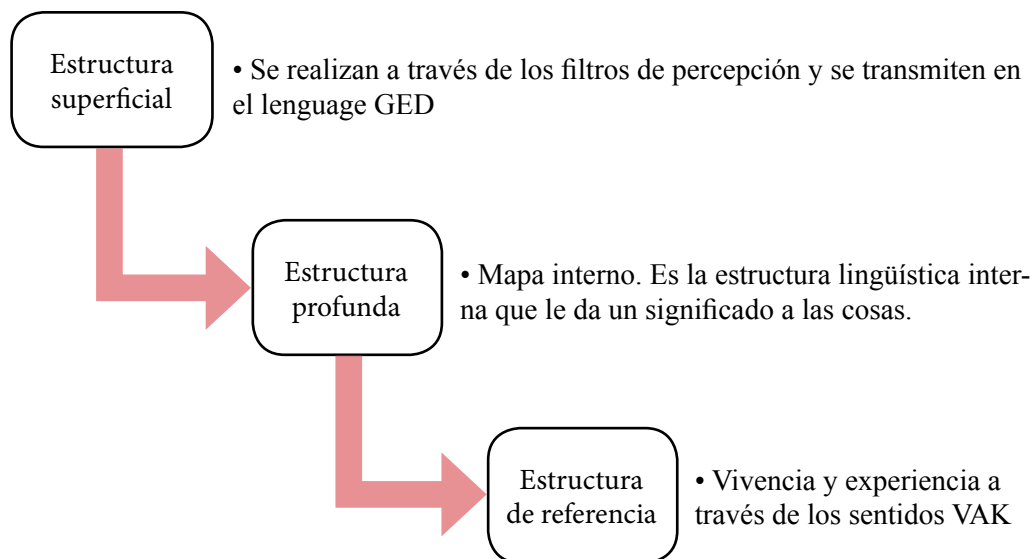 Estructura
superficial
• Se realizan a través de los filtros de percepción y se transmiten en
el lenguage GED
Estructura
profunda
• Mapa interno. Es la estructura lingüística inter-
na que le da un significado a las cosas.
Estructura
de referencia
• Vivencia y experiencia a
través de los sentidos VAK